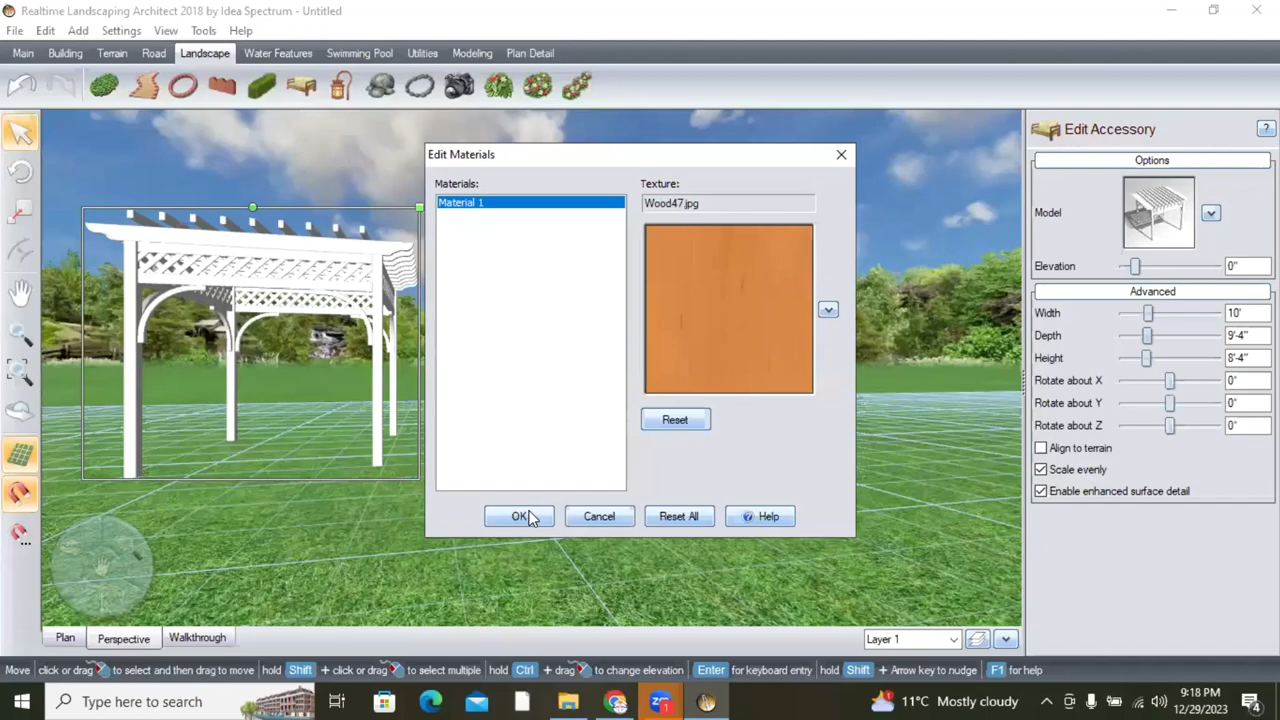 Realtime Landscaping Architect 2018 by Idea Spectrum - Untitled
File Edit Add Settings View Tools Help
Main Building Terrain Road Landscape Water Features Swimming Pool Utilities Modeling Plan Detail
Edit Materials
Materials:
Material 1
Texture:
Wood47.jpg
Reset
OK Cancel Reset All Help
Edit Accessory ?
Options
Model
Elevation 0"
Advanced
Width 10'
Depth 9'-4"
Height 8'-4"
Rotate about X 0°
Rotate about Y 0°
Rotate about Z 0°
Align to terrain
Scale evenly
Enable enhanced surface detail
Plan Perspective Walkthrough
Layer 1
Move click or drag to select and then drag to move hold Shift + click or drag to select multiple hold Ctrl + drag to change elevation Enter for keyboard entry hold Shift + Arrow key to nudge F1 for help
Type here to search
1
11°C Mostly cloudly
9:18 PM
12/29/2023
4